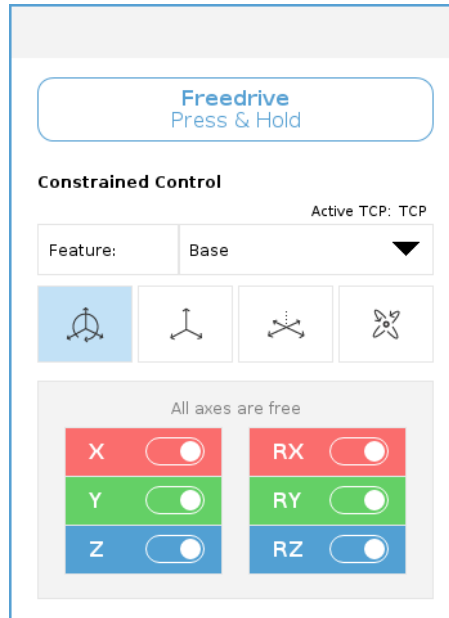 Freedrive
Press & Hold
Constrained Control
Active TCP: TCP
Feature: Base
All axes are free
X RX
Y RY
Z RZ